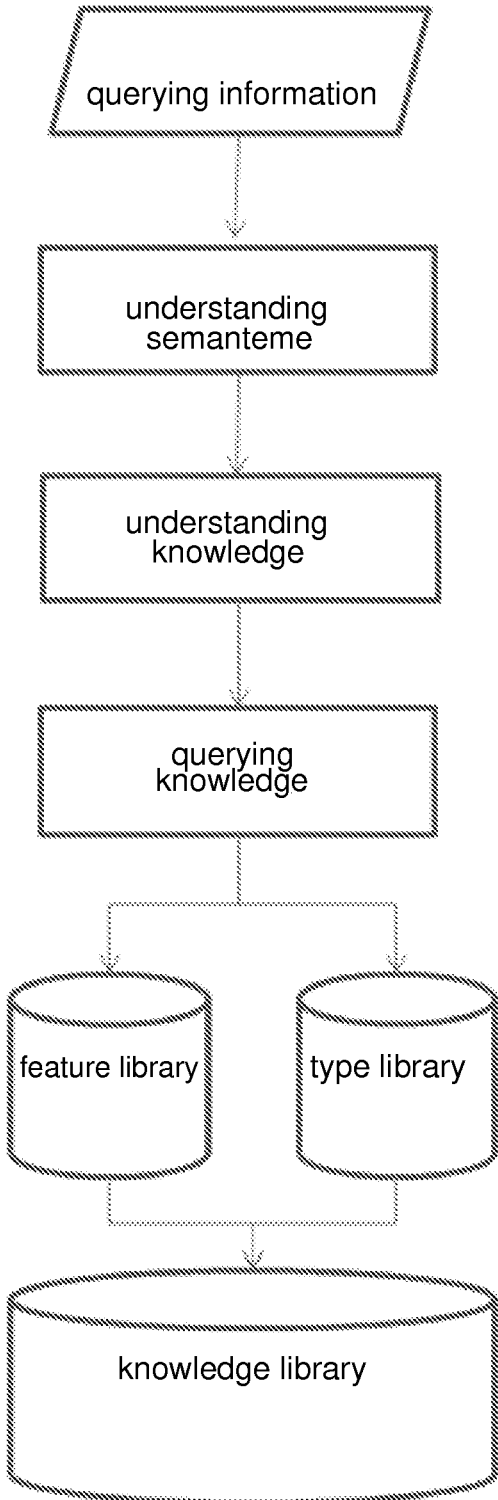 querying information
understanding
semanteme
understanding
knowledge
querying
knowledge
feature library
type library
knowledge library